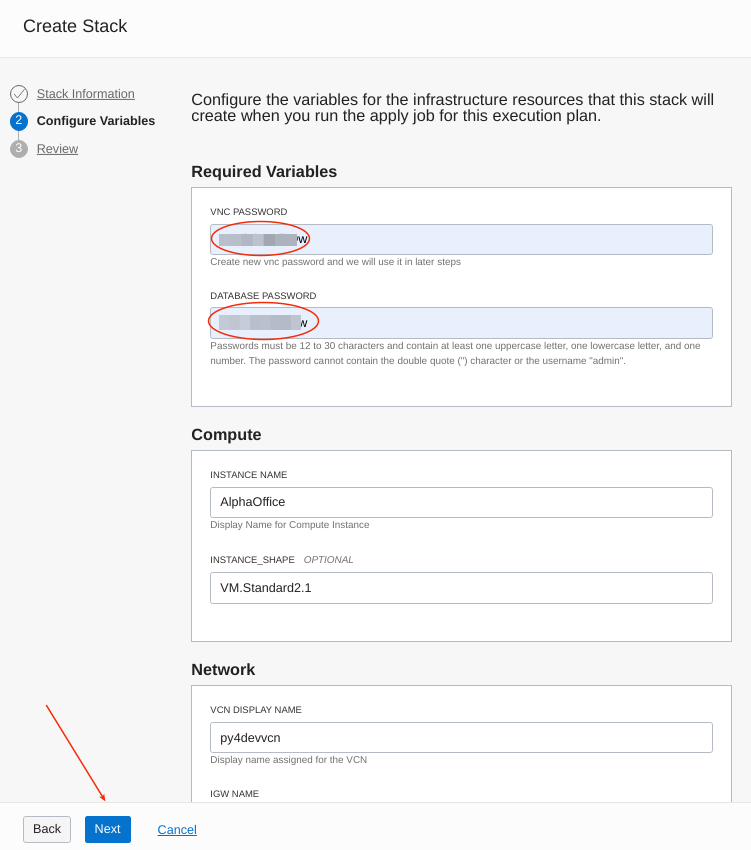 Create Stack
Stack Information
2 Configure Variables
3 Review
Configure the variables for the infrastructure resources that this stack will
create when you run the apply job for this execution plan.
Required Variables
VNC PASSWORD
w
Create new vnc password and we will use it in later steps
DATABASE PASSWORD
w
Passwords must be 12 to 30 characters and contain at least one uppercase letter, one lowercase letter, and one
number. The password cannot contain the double quote (") character or the username "admin".
Compute
INSTANCE NAME
AlphaOffice
Display Name for Compute Instance
INSTANCE_SHAPE OPTIONAL
VM.Standard2.1
Network
VCN DISPLAY NAME
py4devvcn
Display name assigned for the VCN
IGW NAME
Back Next Cancel